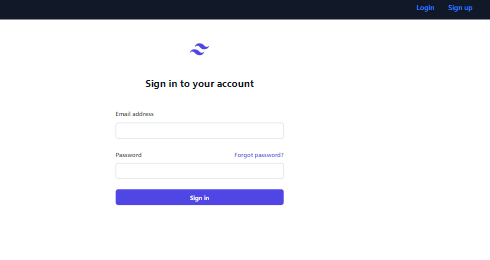 Login Sign up
Sign in to your account
Email address
Password Forgot password?
Sign in